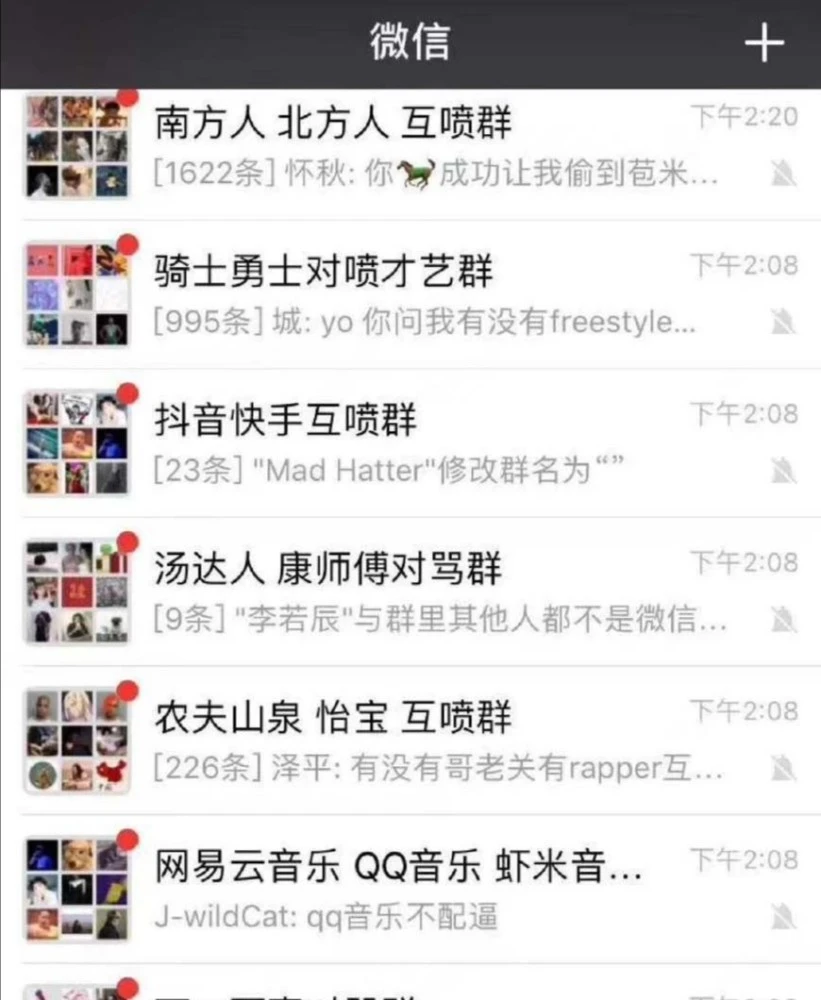 微信
南方人 北方人 互喷群
下午2:20
[1622条] 怀秋: 你🐎成功让我偷到苞米...
骑士勇士对喷才艺群
下午2:08
[995条] 城: yo 你问我有没有freestyle...
抖音快手互喷群
下午2:08
[23条] "Mad Hatter"修改群名为“”
汤达人 康师傅对骂群
下午2:08
[9条] "李若辰"与群里其他人都不是微信...
农夫山泉 怡宝 互喷群
下午2:08
[226条] 泽平: 有没有哥老关有rapper互...
网易云音乐 QQ音乐 虾米音...
下午2:08
J-wildCat: qq音乐不配逼